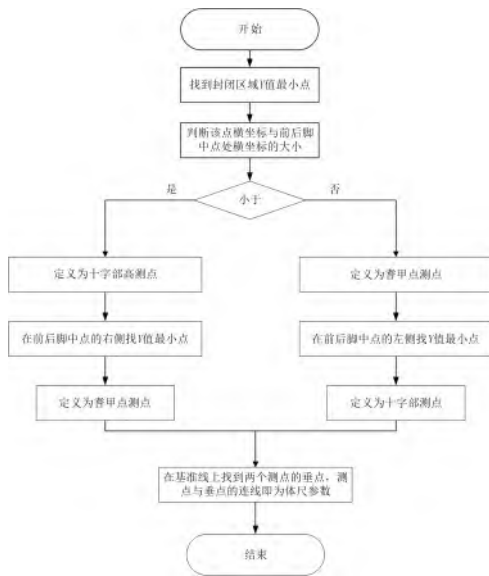 开始
找到封闭区域Y值最小点
判断该点横坐标与前后脚
中点处横坐标的大小
是
小于
否
定义为十字部高测点
定义为鬐甲点测点
在前后脚中点的右侧找Y值最小点
在前后脚中点的左侧找Y值最小点
定义为鬐甲点测点
定义为十字部测点
在基准线上找到两个测点的垂点，测
点与垂点的连线即为体尺参数
结束